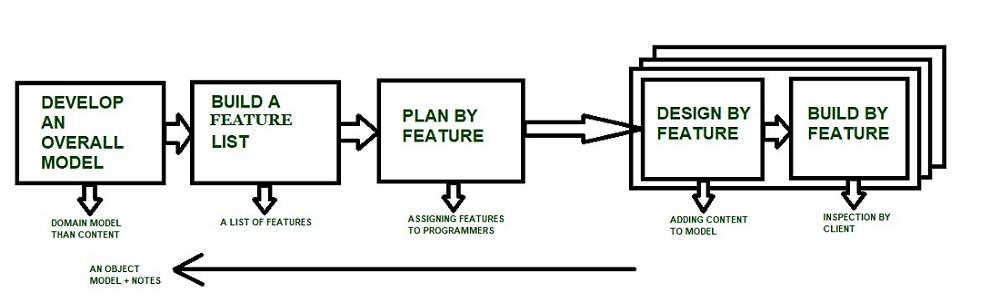 DEVELOP
AN
OVERALL
MODEL
BUILD A
FEATURE
LIST
PLAN BY
FEATURE
DESIGN BY
FEATURE
BUILD BY
FEATURE
DOMAIN MODEL
THAN CONTENT
A LIST OF FEATURES
ASSIGNING FEATURES
TO PROGRAMMERS
ADDING CONTENT
TO MODEL
INSPECTION BY
CLIENT
AN OBJECT
MODEL + NOTES